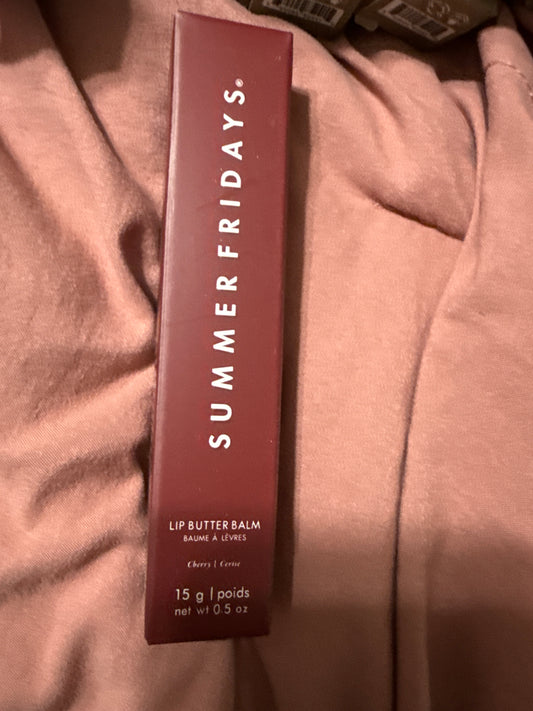 SUMMER FRIDAYS®
LIP BUTTER BALM
BAUME À LÈVRES
Cherry | Cerise
15 g | poids
net wt 0.5 oz